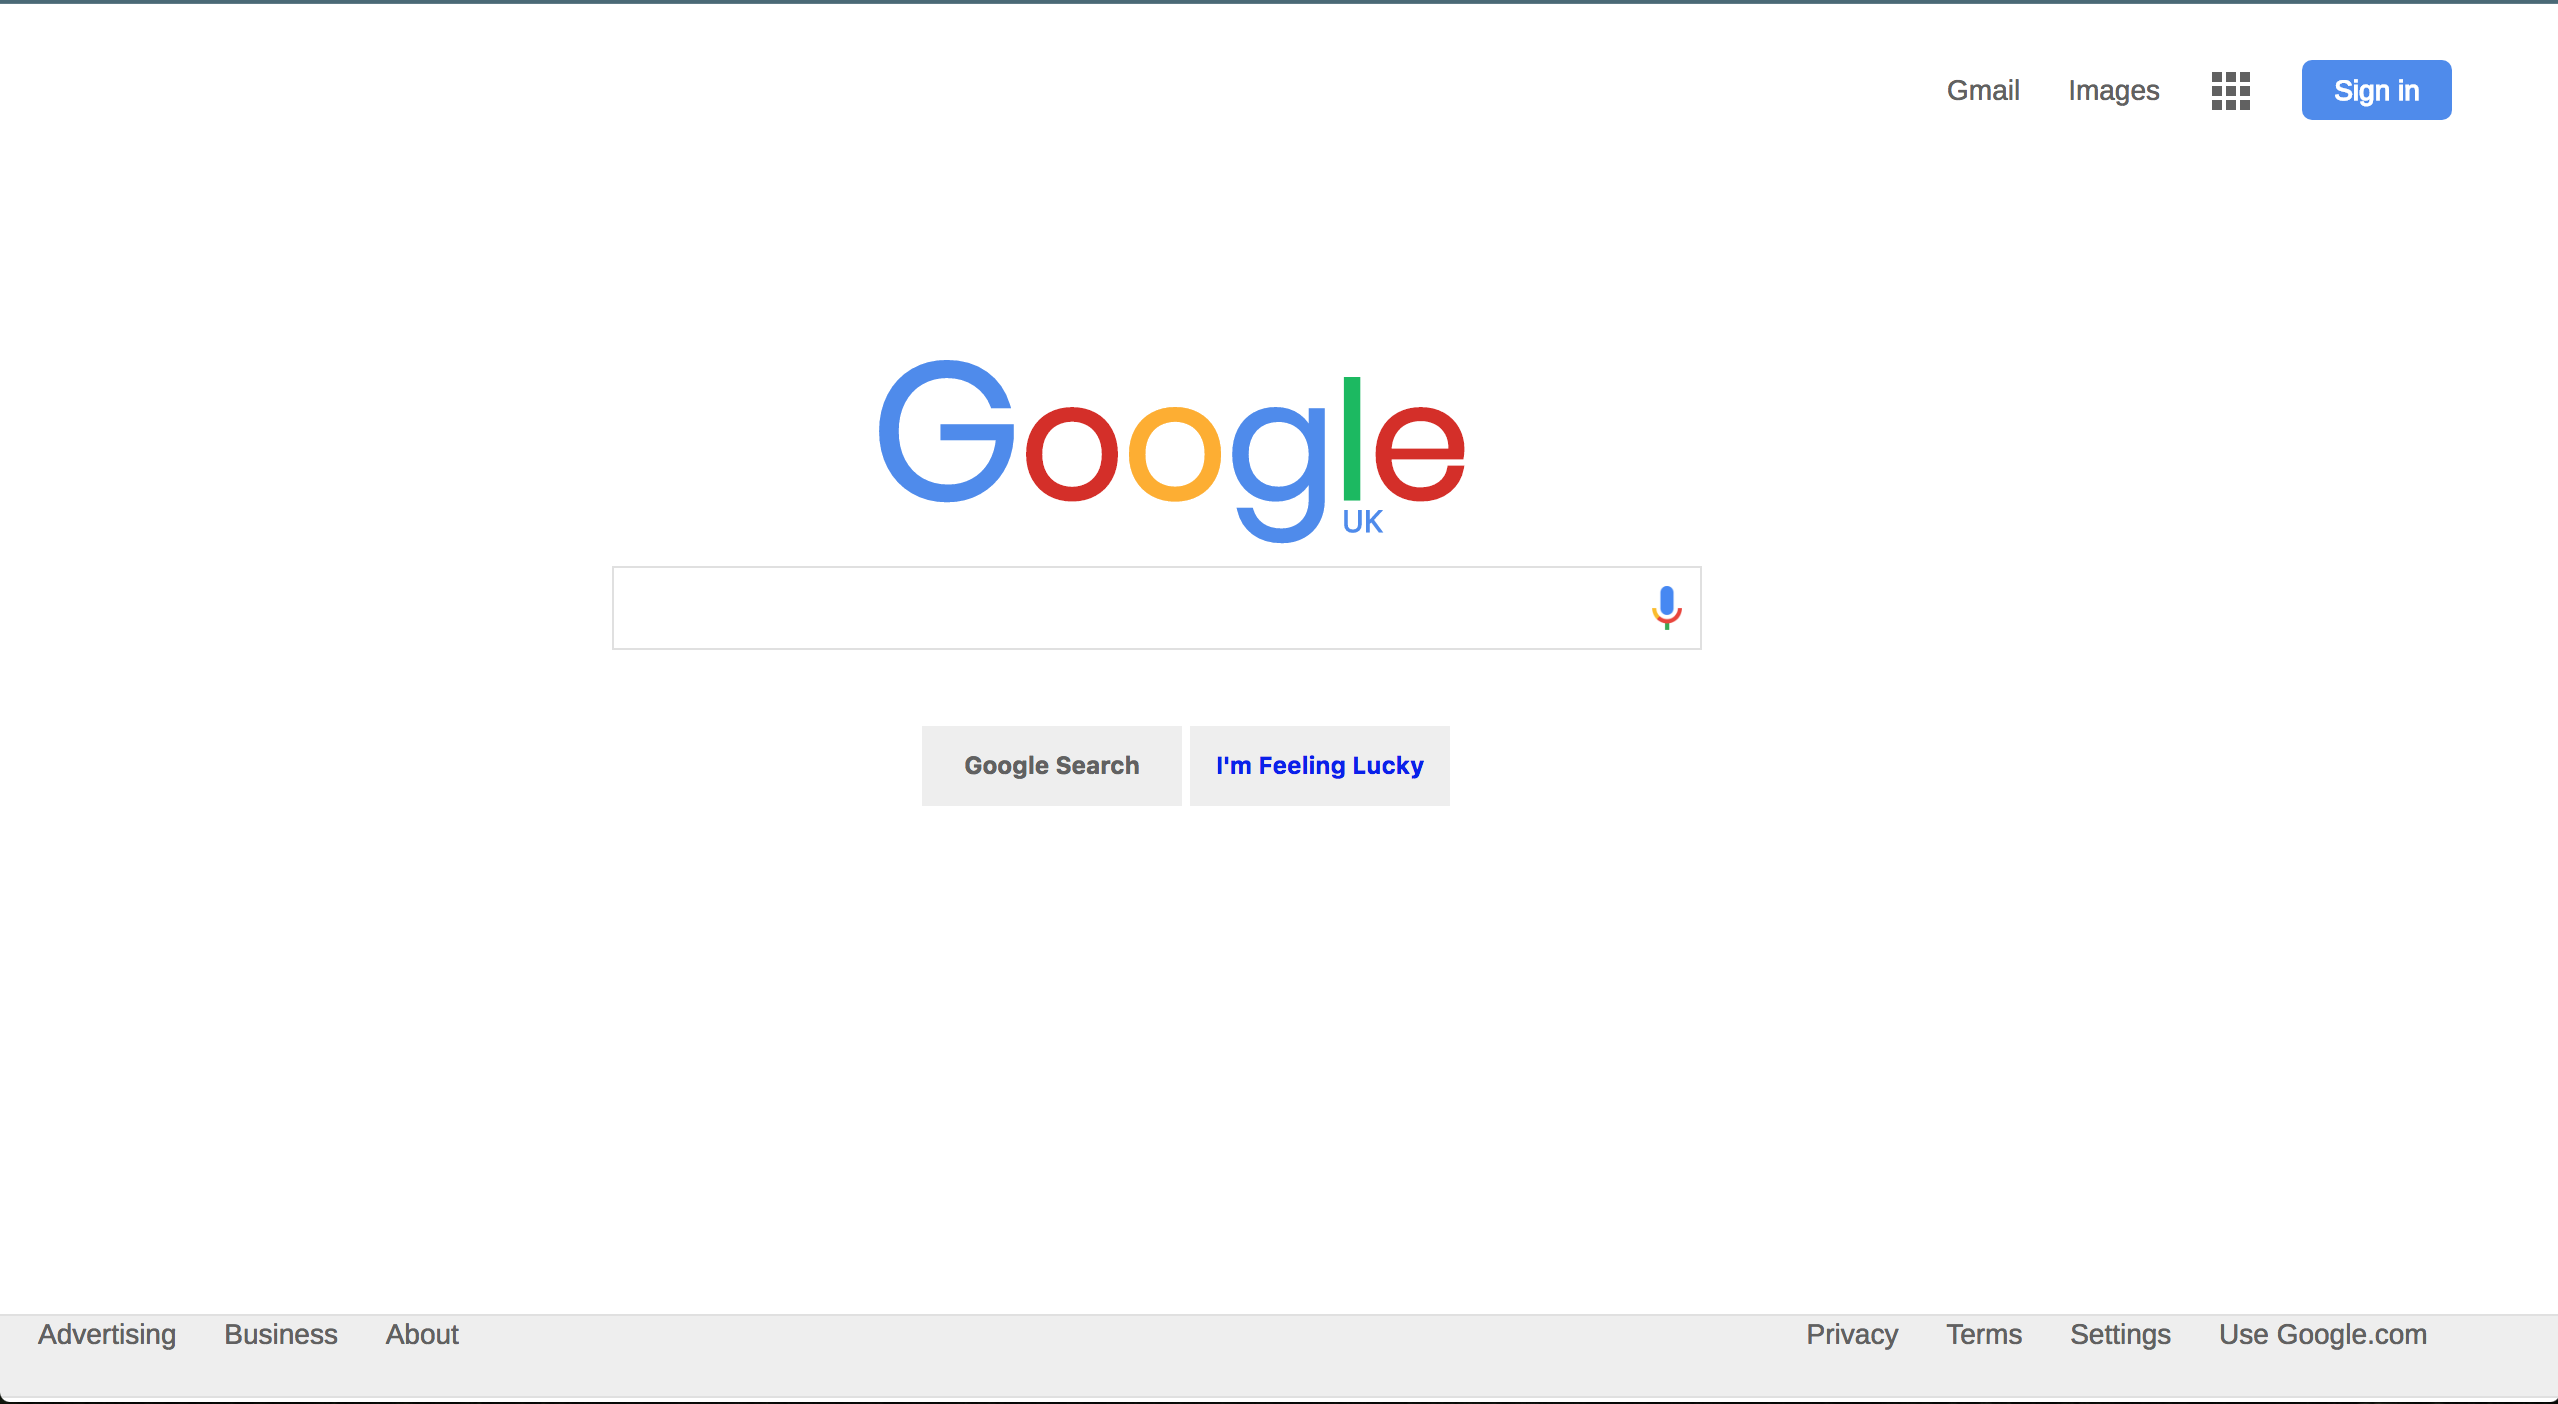 Gmail Images Sign in
Google
UK
Google Search I'm Feeling Lucky
Advertising Business About Privacy Terms Settings Use Google.com